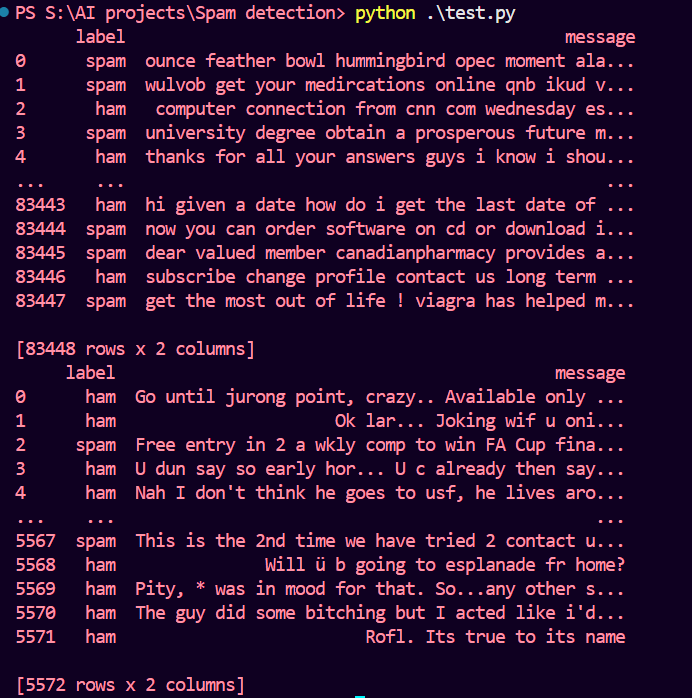 PS S:\AI projects\Spam detection> python .\test.py
label message
0 spam ounce feather bowl hummingbird opec moment ala...
1 spam wulvob get your medircations online qnb ikud v...
2 ham computer connection from cnn com wednesday es...
3 spam university degree obtain a prosperous future m...
4 ham thanks for all your answers guys i know i shou...
... ... ...
83443 ham hi given a date how do i get the last date of ...
83444 spam now you can order software on cd or download i...
83445 spam dear valued member canadianpharmacy provides a...
83446 ham subscribe change profile contact us long term ...
83447 spam get the most out of life ! viagra has helped m...
[83448 rows x 2 columns]
label message
0 ham Go until jurong point, crazy.. Available only ...
1 ham Ok lar... Joking wif u oni...
2 spam Free entry in 2 a wkly comp to win FA Cup fina...
3 ham U dun say so early hor... U c already then say...
4 ham Nah I don't think he goes to usf, he lives aro...
... ... ...
5567 spam This is the 2nd time we have tried 2 contact u...
5568 ham Will ü b going to esplanade fr home?
5569 ham Pity, * was in mood for that. So...any other s...
5570 ham The guy did some bitching but I acted like i'd...
5571 ham Rofl. Its true to its name
[5572 rows x 2 columns]